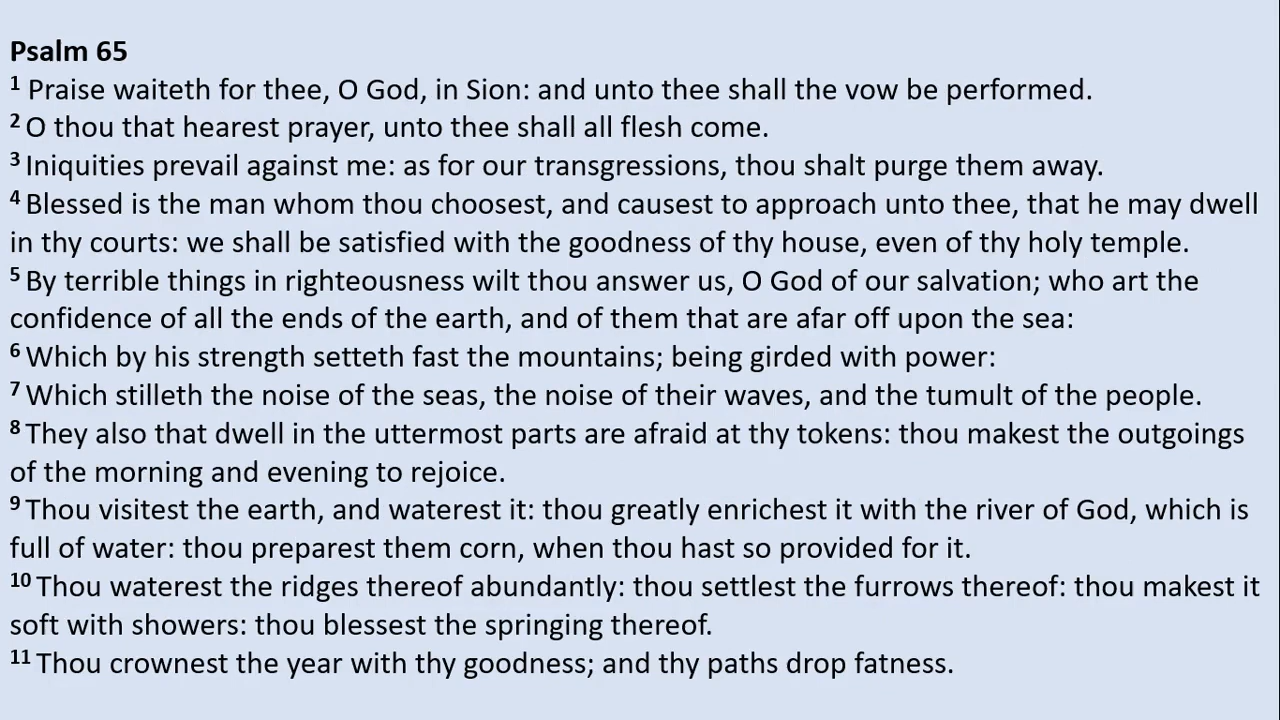 Psalm 65
1 Praise waiteth for thee, O God, in Sion: and unto thee shall the vow be performed.
2 O thou that hearest prayer, unto thee shall all flesh come.
3 Iniquities prevail against me: as for our transgressions, thou shalt purge them away.
4 Blessed is the man whom thou choosest, and causest to approach unto thee, that he may dwell
in thy courts: we shall be satisfied with the goodness of thy house, even of thy holy temple.
5 By terrible things in righteousness wilt thou answer us, O God of our salvation; who art the
confidence of all the ends of the earth, and of them that are afar off upon the sea:
6 Which by his strength setteth fast the mountains; being girded with power:
7 Which stilleth the noise of the seas, the noise of their waves, and the tumult of the people.
8 They also that dwell in the uttermost parts are afraid at thy tokens: thou makest the outgoings
of the morning and evening to rejoice.
9 Thou visitest the earth, and waterest it: thou greatly enrichest it with the river of God, which is
full of water: thou preparest them corn, when thou hast so provided for it.
10 Thou waterest the ridges thereof abundantly: thou settlest the furrows thereof: thou makest it
soft with showers: thou blessest the springing thereof.
11 Thou crownest the year with thy goodness; and thy paths drop fatness.